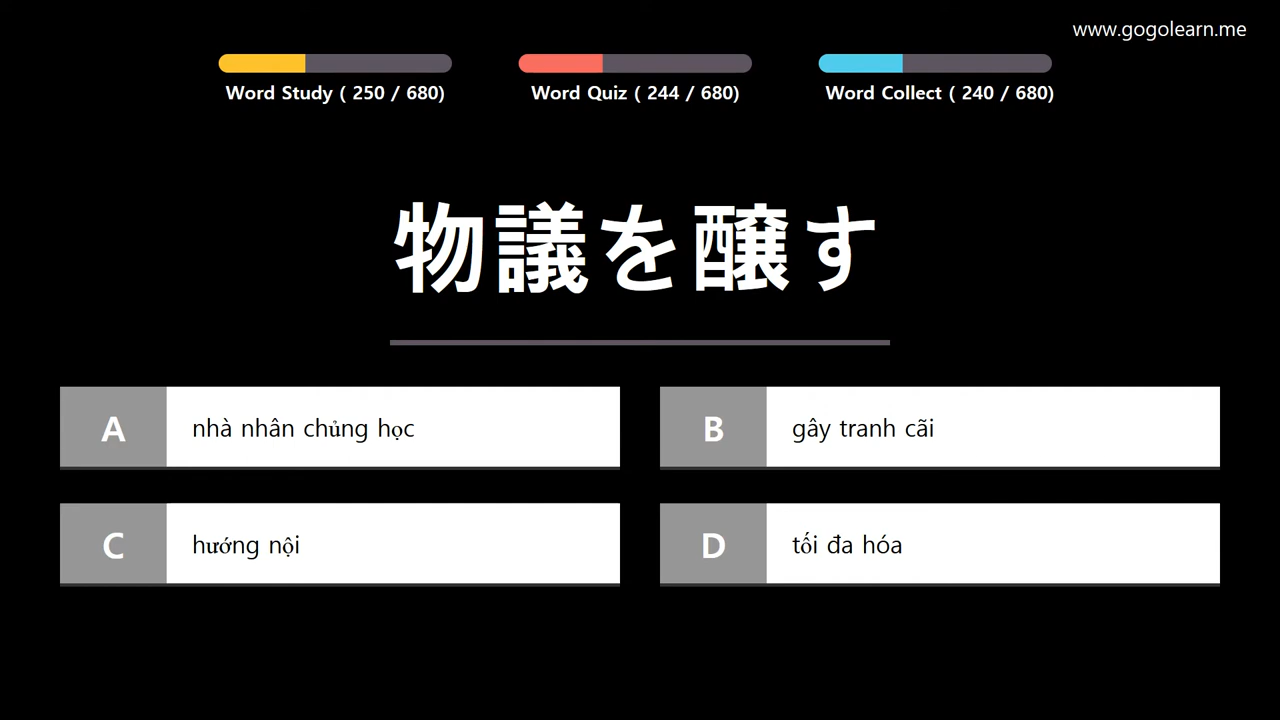 www.gogolearn.me
Word Study ( 250 / 680)
Word Quiz ( 244 / 680)
Word Collect ( 240 / 680)
物議を醸す
A nhà nhân chủng học
B gây tranh cãi
C hướng nội
D tối đa hóa